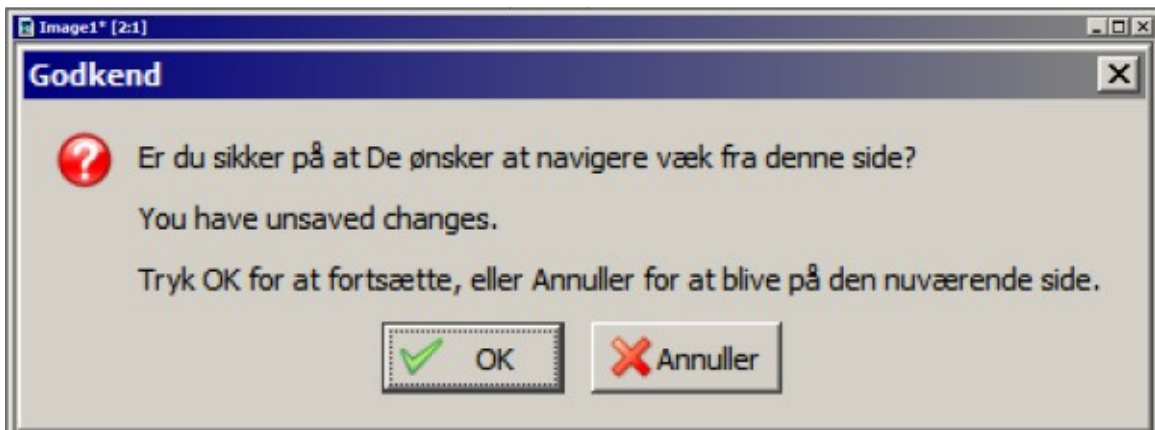 Image1* [2:1]
Godkend
Er du sikker på at De ønsker at navigere væk fra denne side?
You have unsaved changes.
Tryk OK for at fortsætte, eller Annuller for at blive på den nuværende side.
OK
Annuller